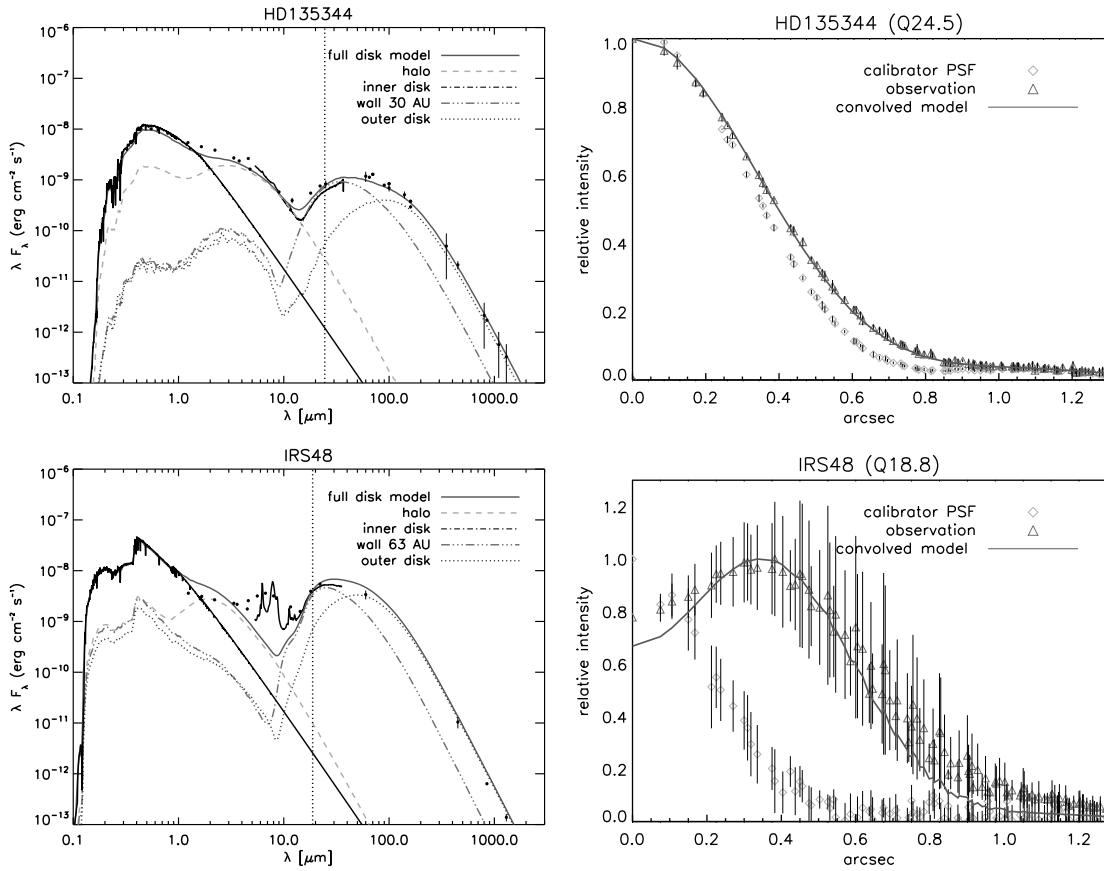 HD135344
full disk model
halo
inner disk
wall 30 AU
outer disk
10⁻⁶
10⁻⁷
10⁻⁸
10⁻⁹
10⁻¹⁰
10⁻¹¹
10⁻¹²
10⁻¹³
λ F_λ (erg cm⁻² s⁻¹)
0.1 1.0 10.0 100.0 1000.0
λ [μm]
HD135344 (Q24.5)
calibrator PSF
observation
convolved model
1.0
0.8
0.6
0.4
0.2
0.0
relative intensity
0.0 0.2 0.4 0.6 0.8 1.0 1.2
arcsec
IRS48
full disk model
halo
inner disk
wall 63 AU
outer disk
10⁻⁶
10⁻⁷
10⁻⁸
10⁻⁹
10⁻¹⁰
10⁻¹¹
10⁻¹²
10⁻¹³
λ F_λ (erg cm⁻² s⁻¹)
0.1 1.0 10.0 100.0 1000.0
λ [μm]
IRS48 (Q18.8)
calibrator PSF
observation
convolved model
1.2
1.0
0.8
0.6
0.4
0.2
0.0
relative intensity
0.0 0.2 0.4 0.6 0.8 1.0 1.2
arcsec